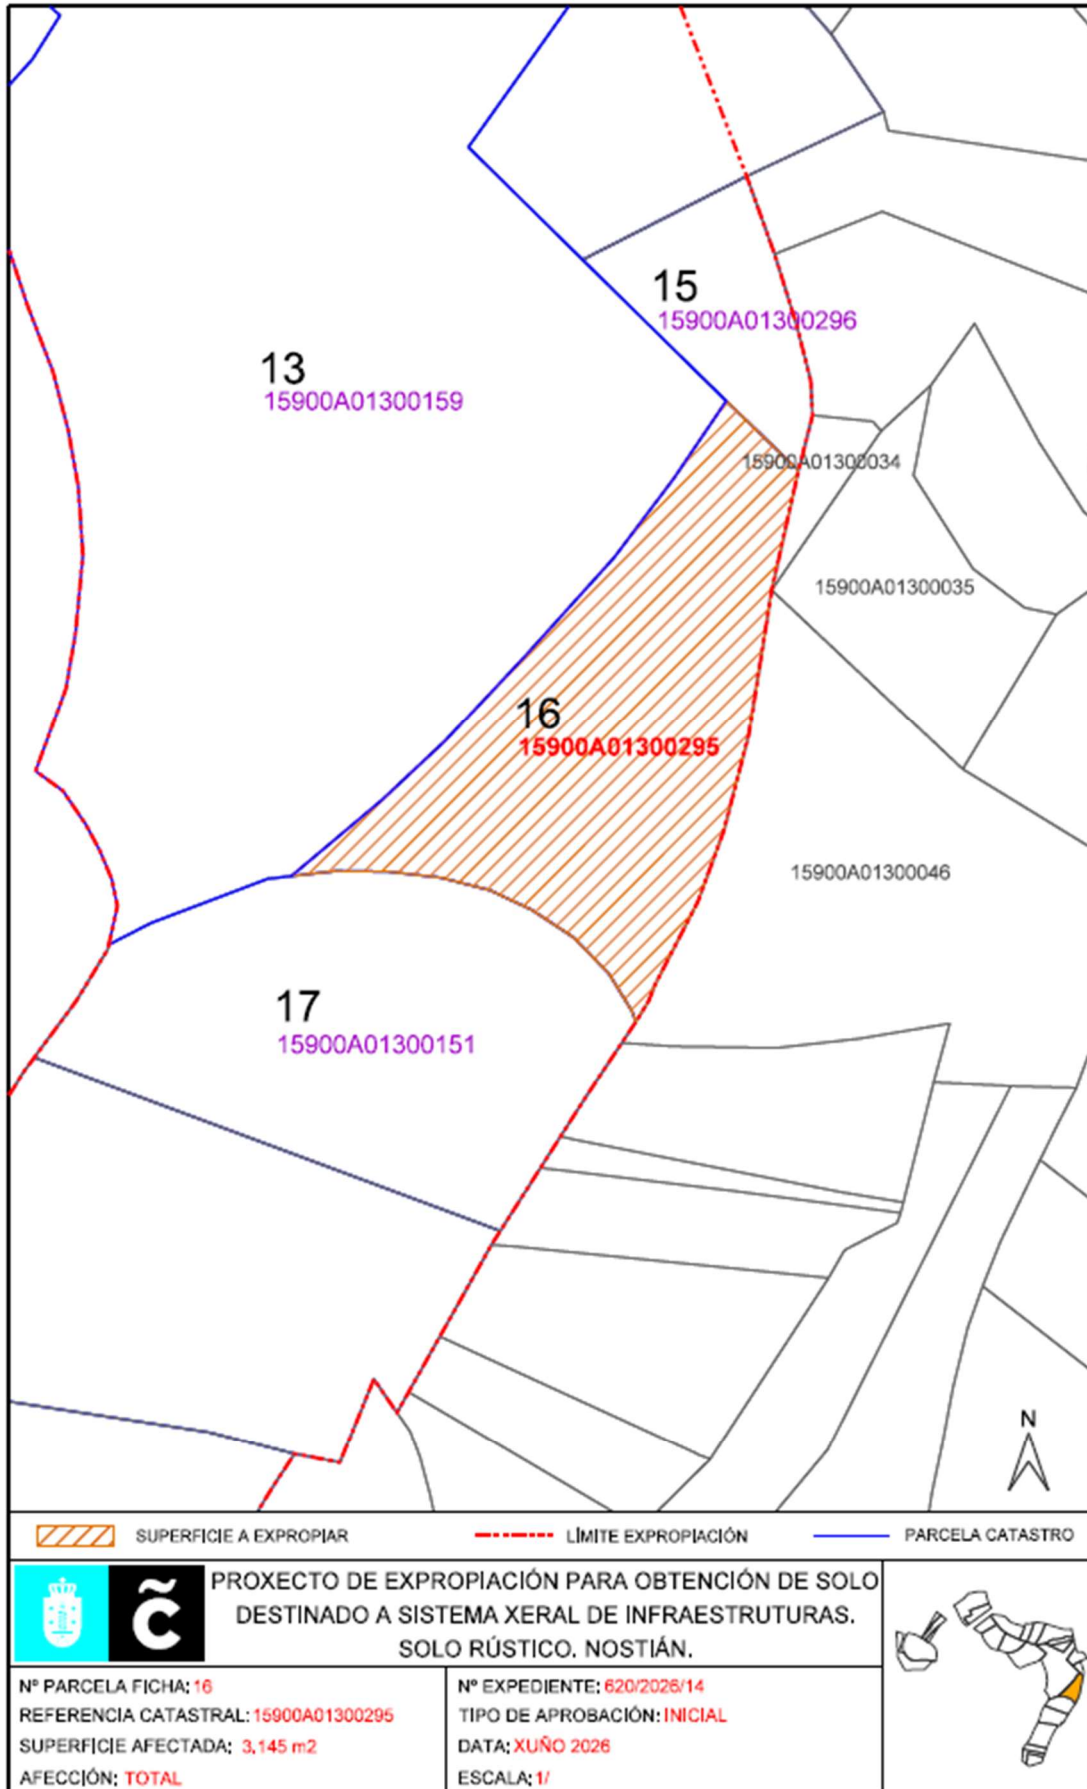 15
15900A01300296
13
15900A01300159
15900A01300034
15900A01300035
16
15900A01300295
15900A01300046
17
15900A01300151
N
SUPERFICIE A EXPROPIAR
LÍMITE EXPROPIACIÓN
PARCELA CATASTRO
PROXECTO DE EXPROPIACIÓN PARA OBTENCIÓN DE SOLO
DESTINADO A SISTEMA XERAL DE INFRAESTRUTURAS.
SOLO RÚSTICO. NOSTIÁN.
Nº PARCELA FICHA: 16
REFERENCIA CATASTRAL: 15900A01300295
SUPERFICIE AFECTADA: 3,145 m2
AFECCIÓN: TOTAL
Nº EXPEDIENTE: 620/2026/14
TIPO DE APROBACIÓN: INICIAL
DATA: XUÑO 2026
ESCALA: 1/